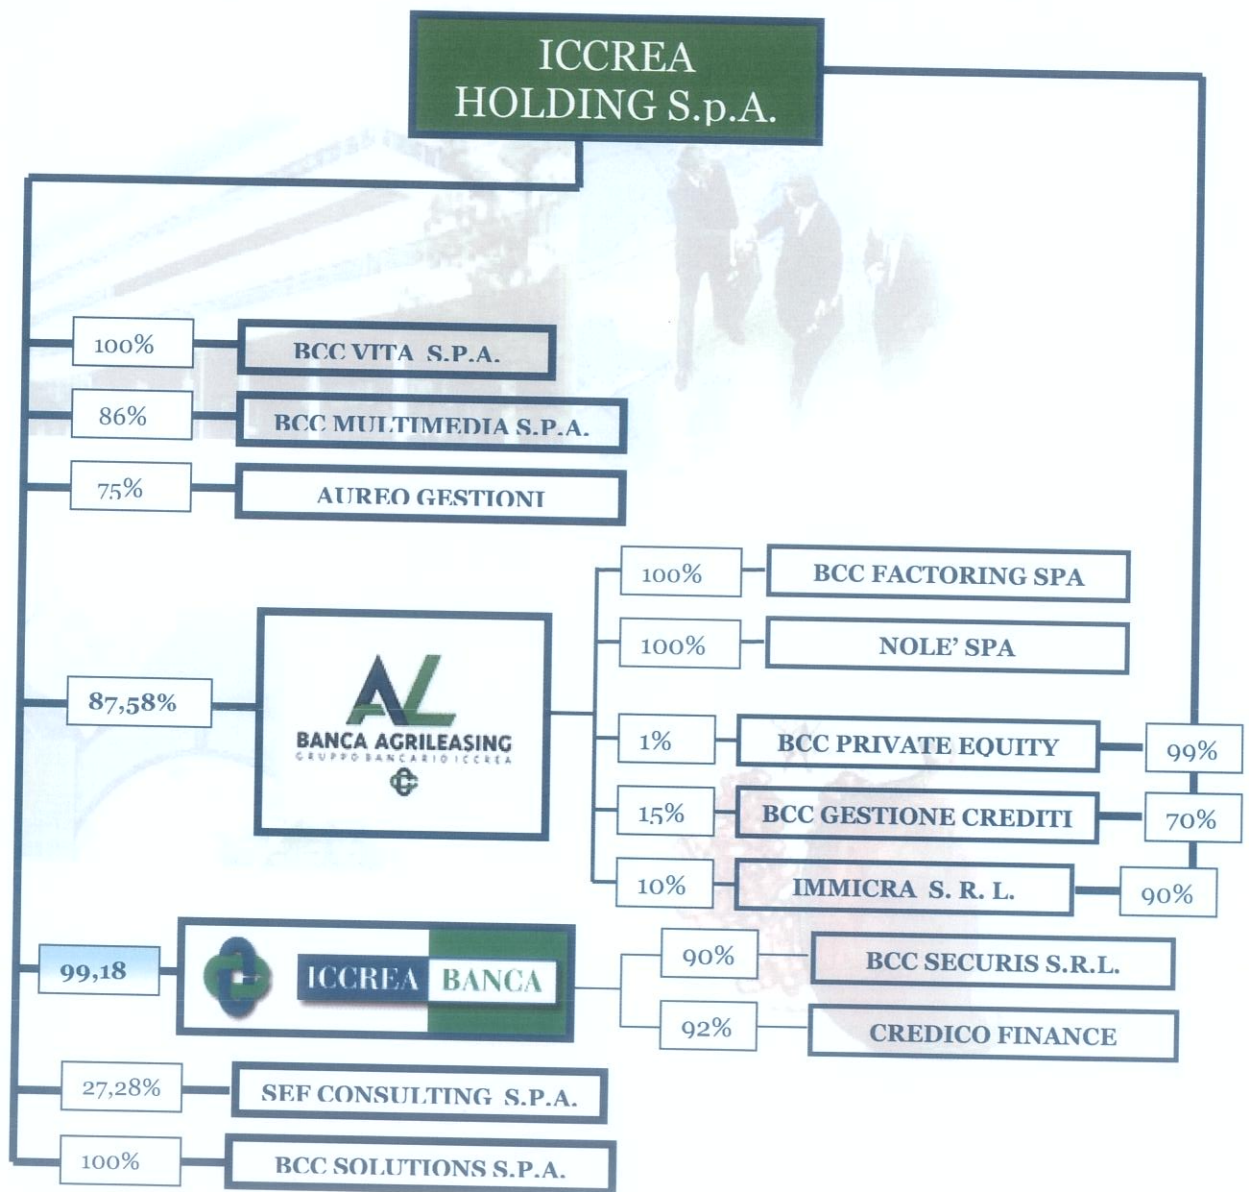 ICCREA
HOLDING S.p.A.
100%
BCC VITA S.P.A.
86%
BCC MULTIMEDIA S.P.A.
75%
AUREO GESTIONI
87,58%
AL
BANCA AGRILEASING
GRUPPO BANCARIO ICCREA
100%
BCC FACTORING SPA
100%
NOLE' SPA
1%
BCC PRIVATE EQUITY
99%
15%
BCC GESTIONE CREDITI
70%
10%
IMMICRA S. R. L.
90%
99,18
ICCREA BANCA
90%
BCC SECURIS S.R.L.
92%
CREDICO FINANCE
27,28%
SEF CONSULTING S.P.A.
100%
BCC SOLUTIONS S.P.A.